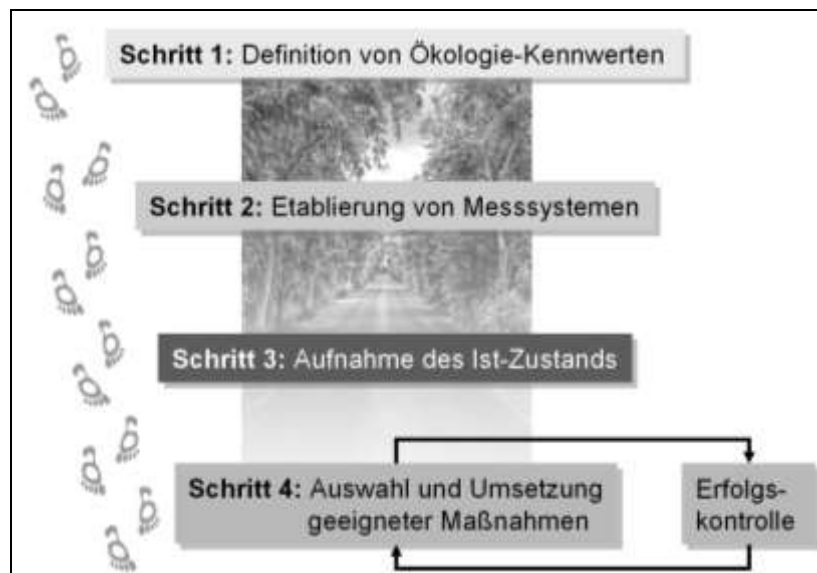 Schritt 1: Definition von Ökologie-Kennwerten
Schritt 2: Etablierung von Messsystemen
Schritt 3: Aufnahme des Ist-Zustands
Schritt 4: Auswahl und Umsetzung
geeigneter Maßnahmen
Erfolgs-
kontrolle